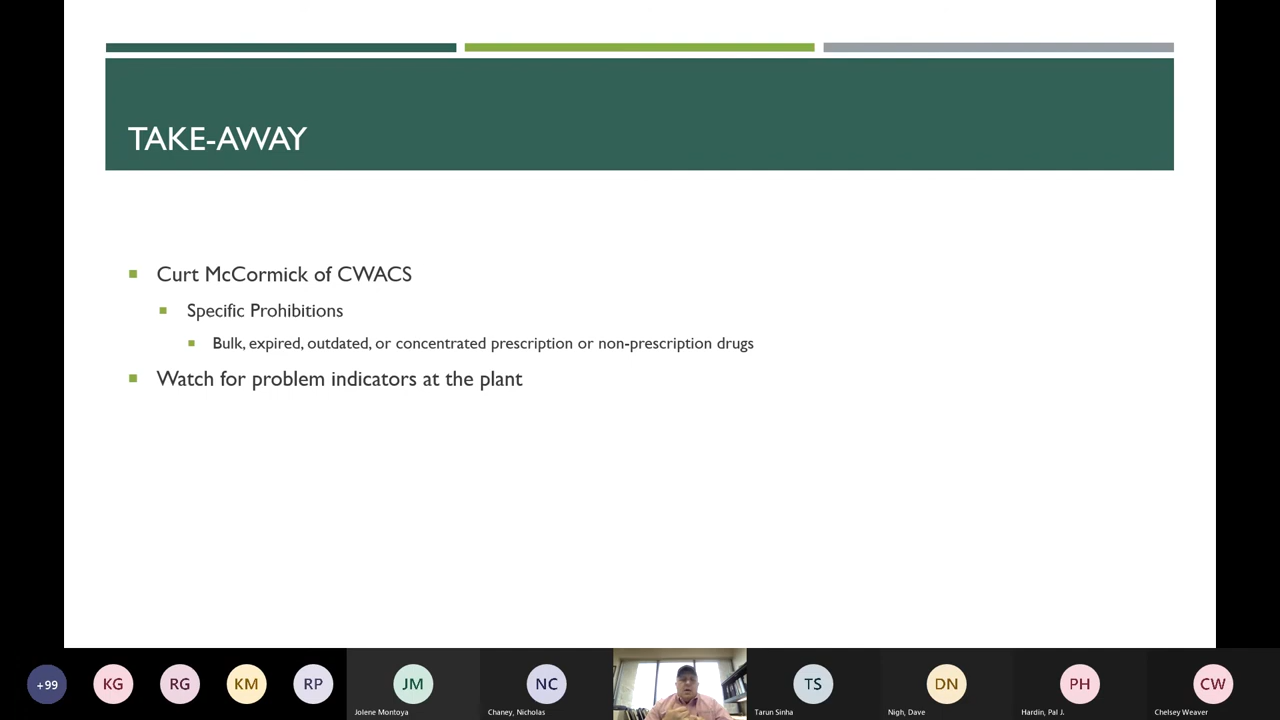 TAKE-AWAY
Curt McCormick of CWACS
Specific Prohibitions
Bulk, expired, outdated, or concentrated prescription or non-prescription drugs
Watch for problem indicators at the plant
+99
KG
RG
KM
RP
JM
Jolene Montoya
NC
Chaney, Nicholas
TS
Tarun Sinha
DN
Nigh, Dave
PH
Hardin, Pal J.
CW
Chelsey Weaver